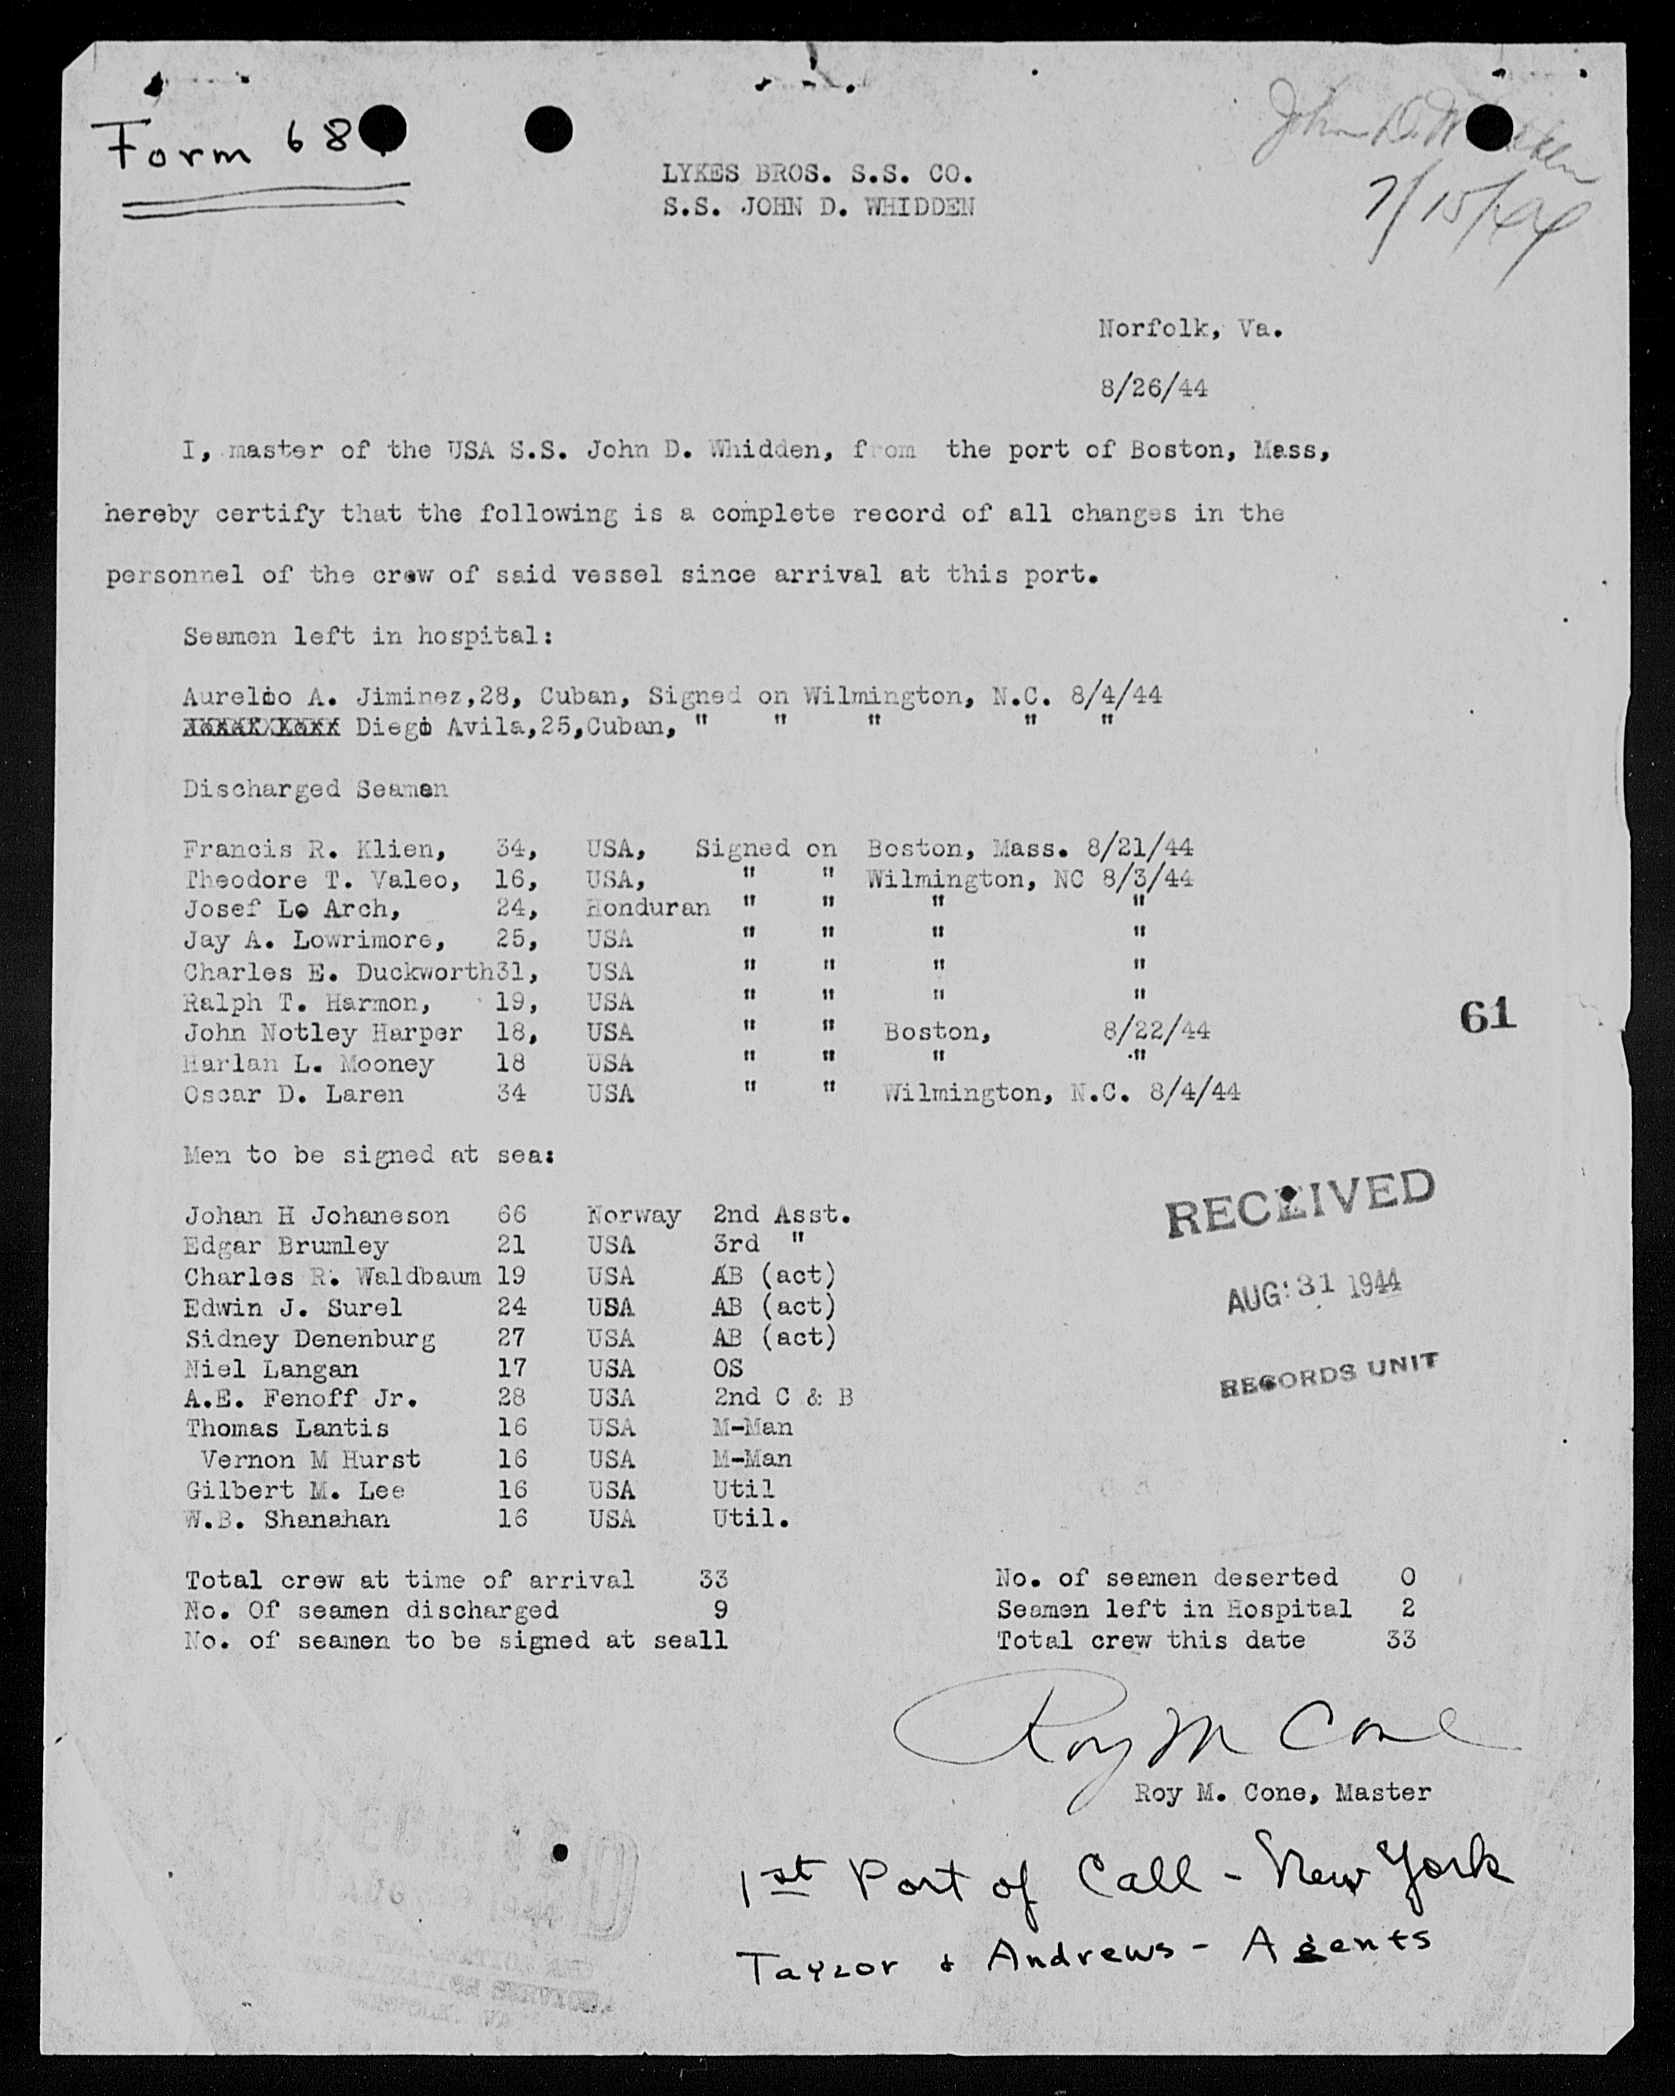 Form 68
John D. Whidden
7/15/44
LYKES BROS. S.S. CO.
S.S. JOHN D. WHIDDEN
Norfolk, Va.
8/26/44
I, master of the USA S.S. John D. Whidden, from the port of Boston, Mass,
hereby certify that the following is a complete record of all changes in the
personnel of the crew of said vessel since arrival at this port.
Seamen left in hospital:
Aurelio A. Jiminez,28, Cuban, Signed on Wilmington, N.C. 8/4/44
Diego Avila,25,Cuban, " " " " "
Discharged Seamen
Francis R. Klien, 34, USA, Signed on Boston, Mass. 8/21/44
Theodore T. Valeo, 16, USA, " " Wilmington, NC 8/3/44
Josef Lo Arch, 24, Honduran " " " "
Jay A. Lowrimore, 25, USA " " " "
Charles E. Duckworth31, USA " " " "
Ralph T. Harmon, 19, USA " " " "
John Notley Harper 18, USA " " Boston, 8/22/44
Harlan L. Mooney 18 USA " " " "
Oscar D. Laren 34 USA " " Wilmington, N.C. 8/4/44
61
Men to be signed at sea:
Johan H Johaneson 66 Norway 2nd Asst.
Edgar Brumley 21 USA 3rd "
Charles R. Waldbaum 19 USA AB (act)
Edwin J. Surel 24 USA AB (act)
Sidney Denenburg 27 USA AB (act)
Niel Langan 17 USA OS
A.E. Fenoff Jr. 28 USA 2nd C & B
Thomas Lantis 16 USA M-Man
Vernon M Hurst 16 USA M-Man
Gilbert M. Lee 16 USA Util
W.B. Shanahan 16 USA Util.
RECEIVED
AUG 31 1944
RECORDS UNIT
Total crew at time of arrival 33 No. of seamen deserted 0
No. Of seamen discharged 9 Seamen left in Hospital 2
No. of seamen to be signed at sea11 Total crew this date 33
Roy M Cone
Roy M. Cone, Master
1st Port of Call - New York
Taylor & Andrews - Agents